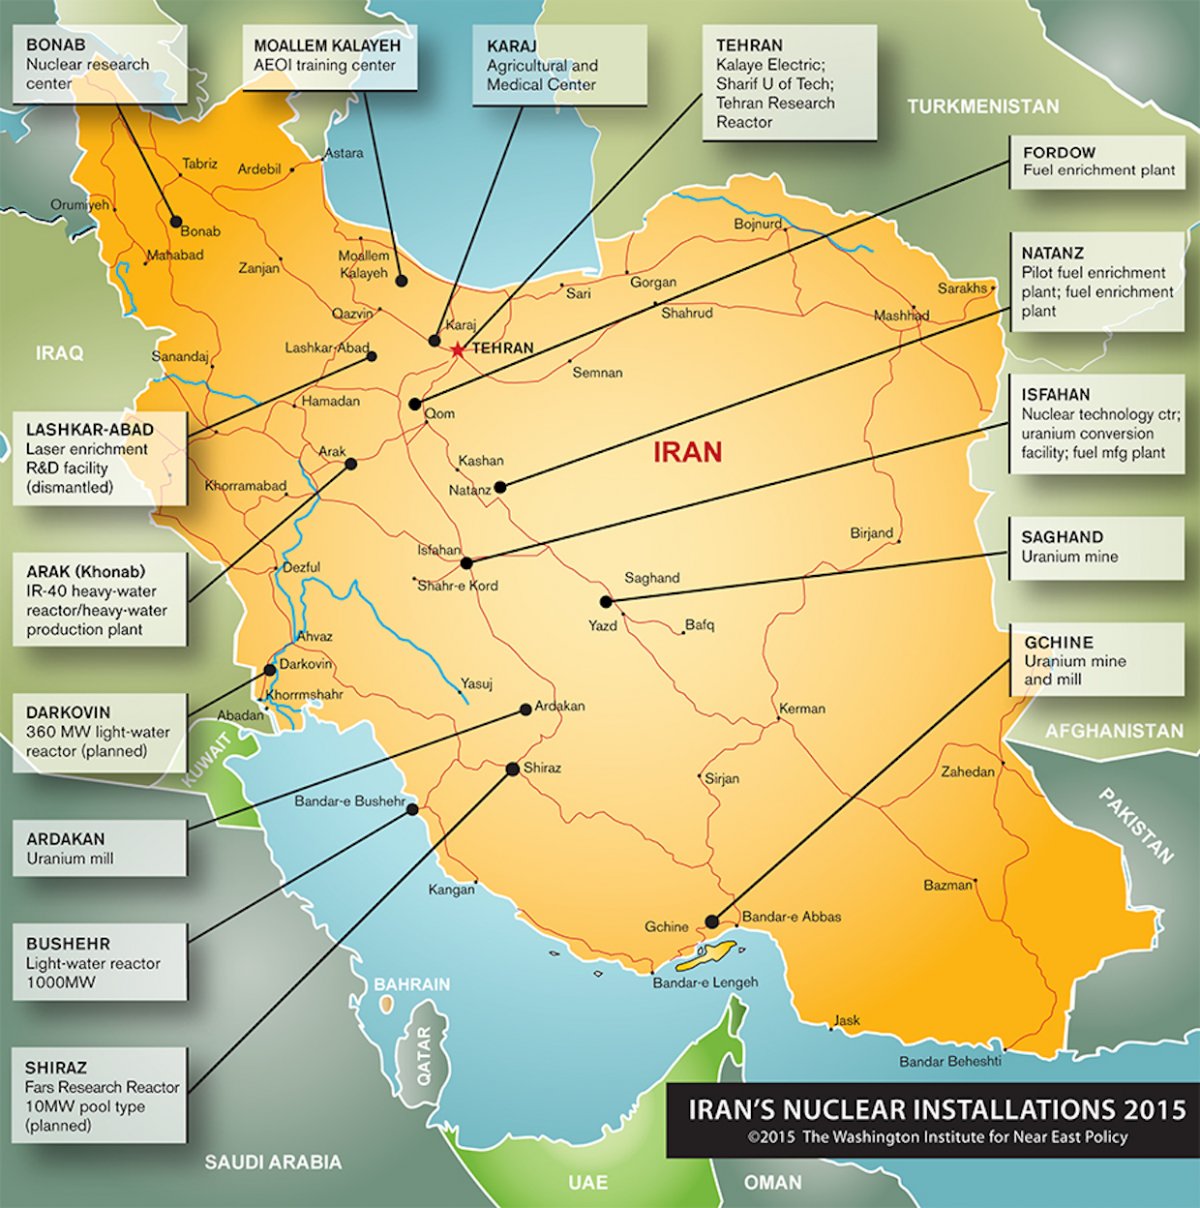 BONAB
Nuclear research
center
MOALLEM KALAYEH
AEOI training center
KARAJ
Agricultural and
Medical Center
TEHRAN
Kalaye Electric;
Sharif U of Tech;
Tehran Research
Reactor
TURKMENISTAN
FORDOW
Fuel enrichment plant
NATANZ
Pilot fuel enrichment
plant; fuel enrichment
plant
ISFAHAN
Nuclear technology ctr;
uranium conversion
facility; fuel mfg plant
SAGHAND
Uranium mine
GCHINE
Uranium mine
and mill
AFGHANISTAN
PAKISTAN
IRAQ
LASHKAR-ABAD
Laser enrichment
R&D facility
(dismantled)
ARAK (Khonab)
IR-40 heavy-water
reactor/heavy-water
production plant
DARKOVIN
360 MW light-water
reactor (planned)
KUWAIT
ARDAKAN
Uranium mill
BUSHEHR
Light-water reactor
1000MW
SHIRAZ
Fars Research Reactor
10MW pool type
(planned)
Tabriz
Ardebil
Astara
Orumiyeh
Bonab
Mahabad
Zanjan
Moallem
Kalayeh
Bojnurd
Gorgan
Sari
Shahrud
Sarakhs
Mashhad
Qazvin
Karaj
TEHRAN
Lashkar-Abad
Sanandaj
Semnan
Hamadan
Qom
IRAN
Arak
Kashan
Natanz
Khorramabad
Birjand
Isfahan
Shahr-e Kord
Dezful
Saghand
Yazd
Bafq
Ahvaz
Darkovin
Khorrmshahr
Abadan
Yasuj
Ardakan
Kerman
Shiraz
Sirjan
Zahedan
Bandar-e Bushehr
Kangan
Bazman
Gchine
Bandar-e Abbas
Bandar-e Lengeh
Jask
Bandar Beheshti
BAHRAIN
QATAR
SAUDI ARABIA
UAE
OMAN
IRAN'S NUCLEAR INSTALLATIONS 2015
©2015 The Washington Institute for Near East Policy